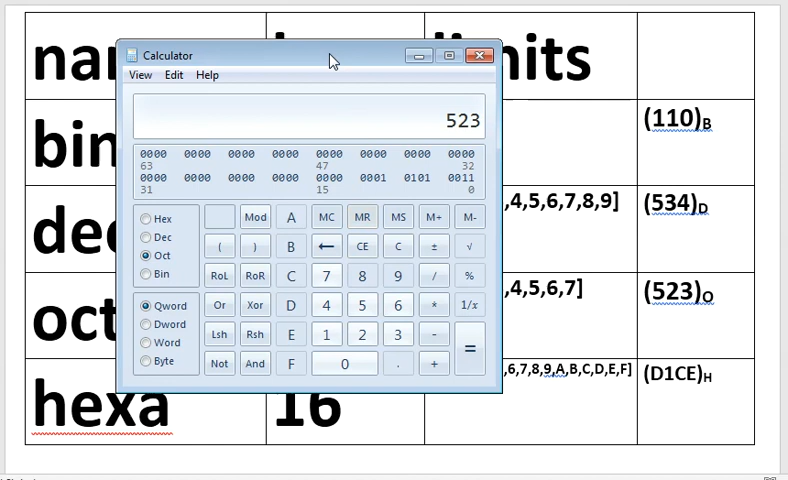 nar
mits
Calculator
View Edit Help
523
0000 0000 0000 0000 0000 0000 0000 0000
63 47 32
0000 0000 0000 0000 0000 0001 0101 0011
31 15 0
Hex
Dec
Oct
Bin
Qword
Dword
Word
Byte
Mod A MC MR MS M+ M-
( ) B ← CE C ± √
RoL RoR C 7 8 9 / %
Or Xor D 4 5 6 * 1/x
Lsh Rsh E 1 2 3 - =
Not And F 0 . +
bin
(110)B
dec
,4,5,6,7,8,9]
(534)D
oct
,4,5,6,7]
(523)O
hexa
16
,6,7,8,9,A,B,C,D,E,F]
(D1CE)H